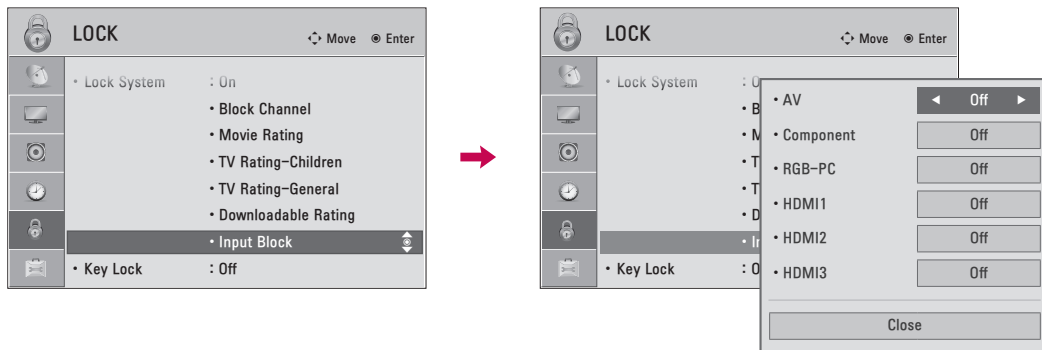 LOCK
Move Enter
• Lock System : On
• Block Channel
• Movie Rating
• TV Rating-Children
• TV Rating-General
• Downloadable Rating
• Input Block
• Key Lock : Off
LOCK
Move Enter
• Lock System : O
• B
• M
• T
• T
• D
• In
• Key Lock : O
• AV ◄ Off ►
• Component Off
• RGB-PC Off
• HDMI1 Off
• HDMI2 Off
• HDMI3 Off
Close